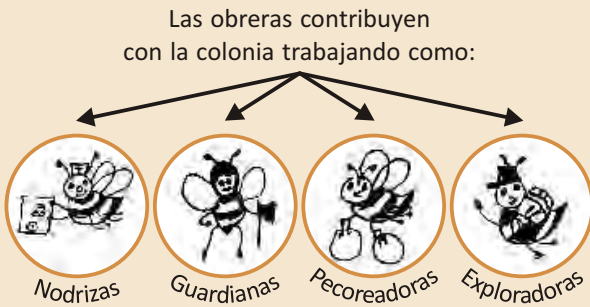 Las obreras contribuyen
con la colonia trabajando como:
Nodrizas
Guardianas
Pecoreadoras
Exploradoras